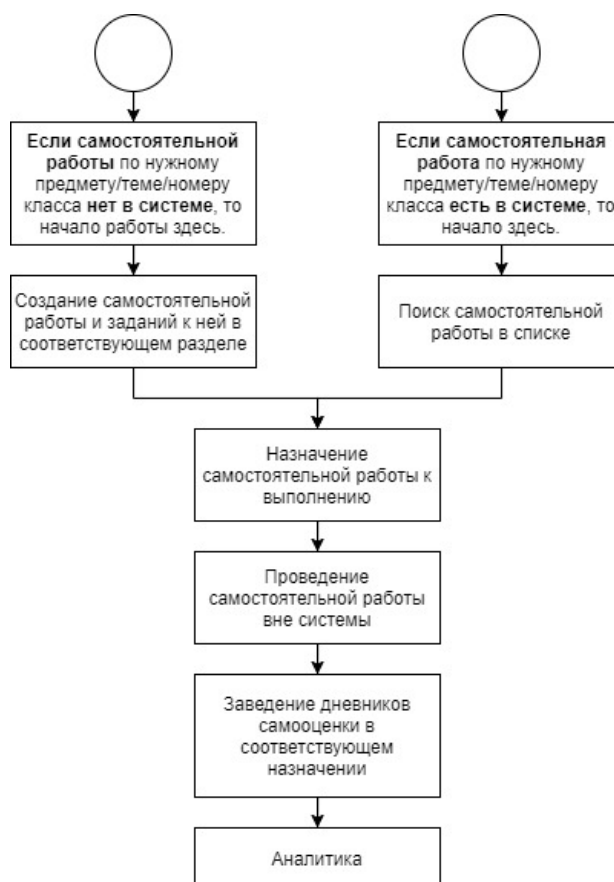 Если самостоятельной
работы по нужному
предмету/теме/номеру
класса нет в системе, то
начало работы здесь.
Если самостоятельная
работа по нужному
предмету/теме/номеру
класса есть в системе, то
начало здесь.
Создание самостоятельной
работы и заданий к ней в
соответствующем разделе
Поиск самостоятельной
работы в списке
Назначение
самостоятельной работы к
выполнению
Проведение
самостоятельной работы
вне системы
Заведение дневников
самооценки в
соответствующем
назначении
Аналитика